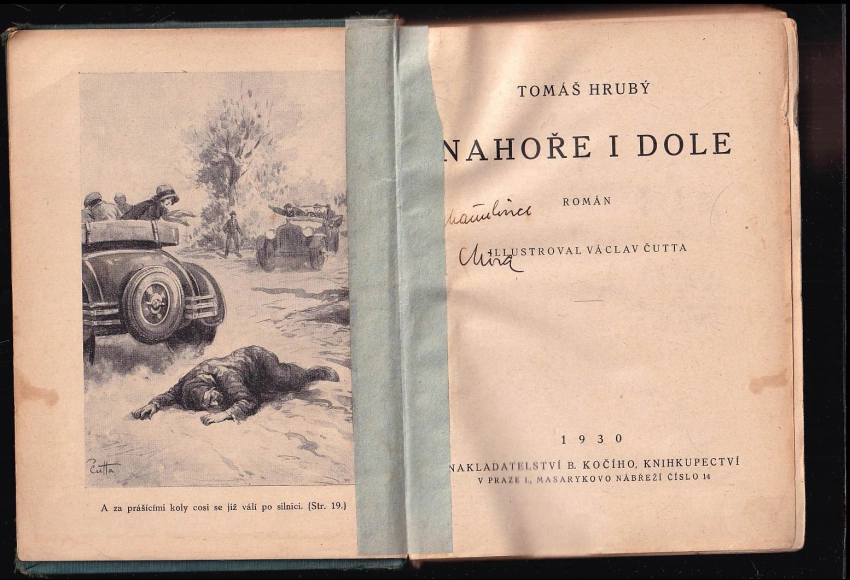 Čutta
A za prášícími koly cosi se již válí po silnici. (Str. 19.)
TOMÁŠ HRUBÝ
NAHOŘE I DOLE
ROMÁN
ILLUSTROVAL VÁCLAV ČUTTA
1930
NAKLADATELSTVÍ B. KOČÍHO, KNIHKUPECTVÍ
V PRAZE I., MASARYKOVO NÁBŘEŽÍ ČÍSLO 14